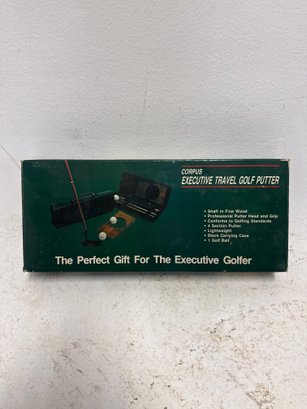 CORPUS
EXECUTIVE TRAVEL GOLF PUTTER
• Shaft in Fine Wood
• Professional Putter Head and Grip
• Conforms to Golfing Standards
• 4 Section Putter
• Lightweight
• Black Carrying Case
• 1 Golf Ball
The Perfect Gift For The Executive Golfer